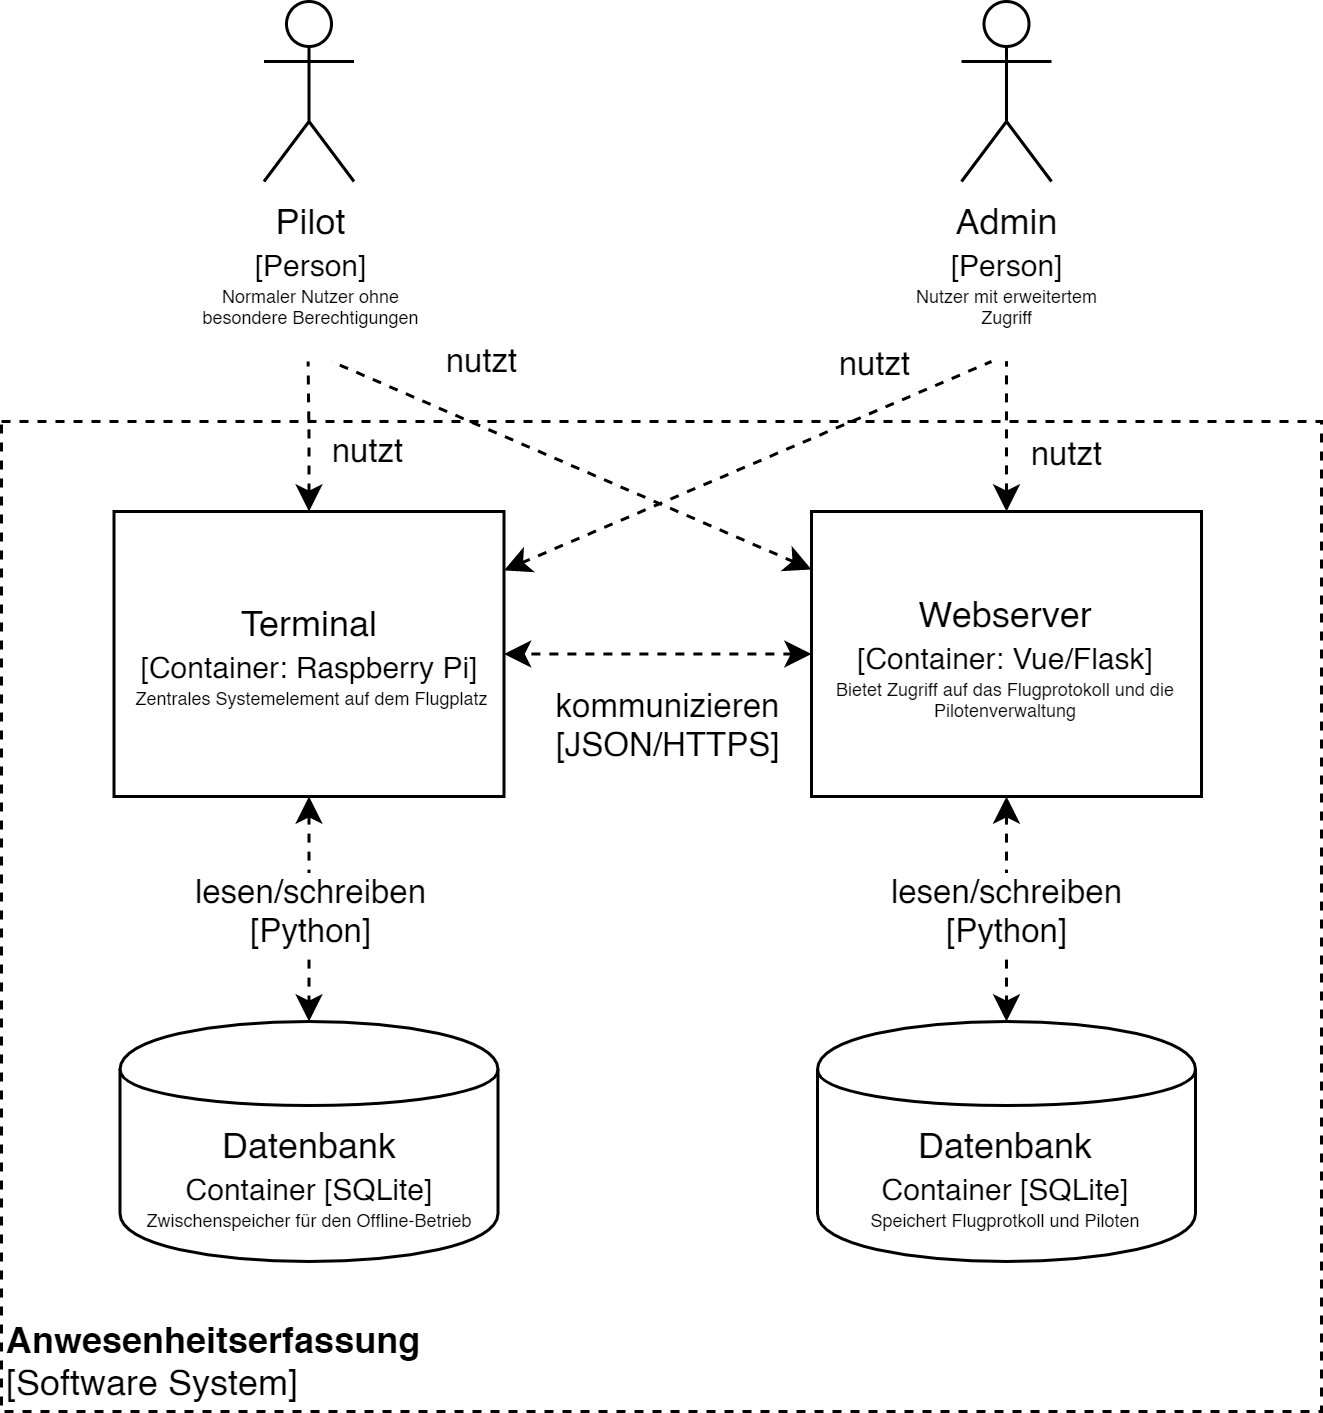 Pilot
[Person]
Normaler Nutzer ohne
besondere Berechtigungen
Admin
[Person]
Nutzer mit erweitertem
Zugriff
nutzt
nutzt
nutzt
nutzt
Terminal
[Container: Raspberry Pi]
Zentrales Systemelement auf dem Flugplatz
Webserver
[Container: Vue/Flask]
Bietet Zugriff auf das Flugprotokoll und die
Pilotenverwaltung
kommunizieren
[JSON/HTTPS]
lesen/schreiben
[Python]
lesen/schreiben
[Python]
Datenbank
Container [SQLite]
Zwischenspeicher für den Offline-Betrieb
Datenbank
Container [SQLite]
Speichert Flugprotkoll und Piloten
Anwesenheitserfassung
[Software System]